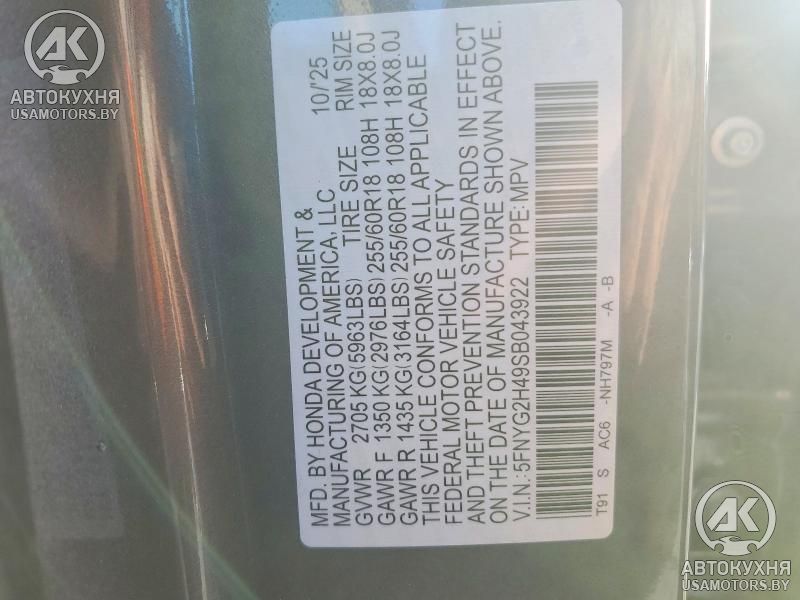 AK
АВТОКУХНЯ
USAMOTORS.BY
MFD. BY HONDA DEVELOPMENT & 10/'25
MANUFACTURING OF AMERICA, LLC
GVWR 2705 KG(5963LBS) TIRE SIZE RIM SIZE
GAWR F 1350 KG(2976LBS) 255/60R18 108H 18X8.0J
GAWR R 1435 KG(3164LBS) 255/60R18 108H 18X8.0J
THIS VEHICLE CONFORMS TO ALL APPLICABLE
FEDERAL MOTOR VEHICLE SAFETY
AND THEFT PREVENTION STANDARDS IN EFFECT
ON THE DATE OF MANUFACTURE SHOWN ABOVE.
V.I.N.: 5FNYG2H49SB043922 TYPE: MPV
T91 S AC6 -NH797M -A -B
AK
АВТОКУХНЯ
USAMOTORS.BY